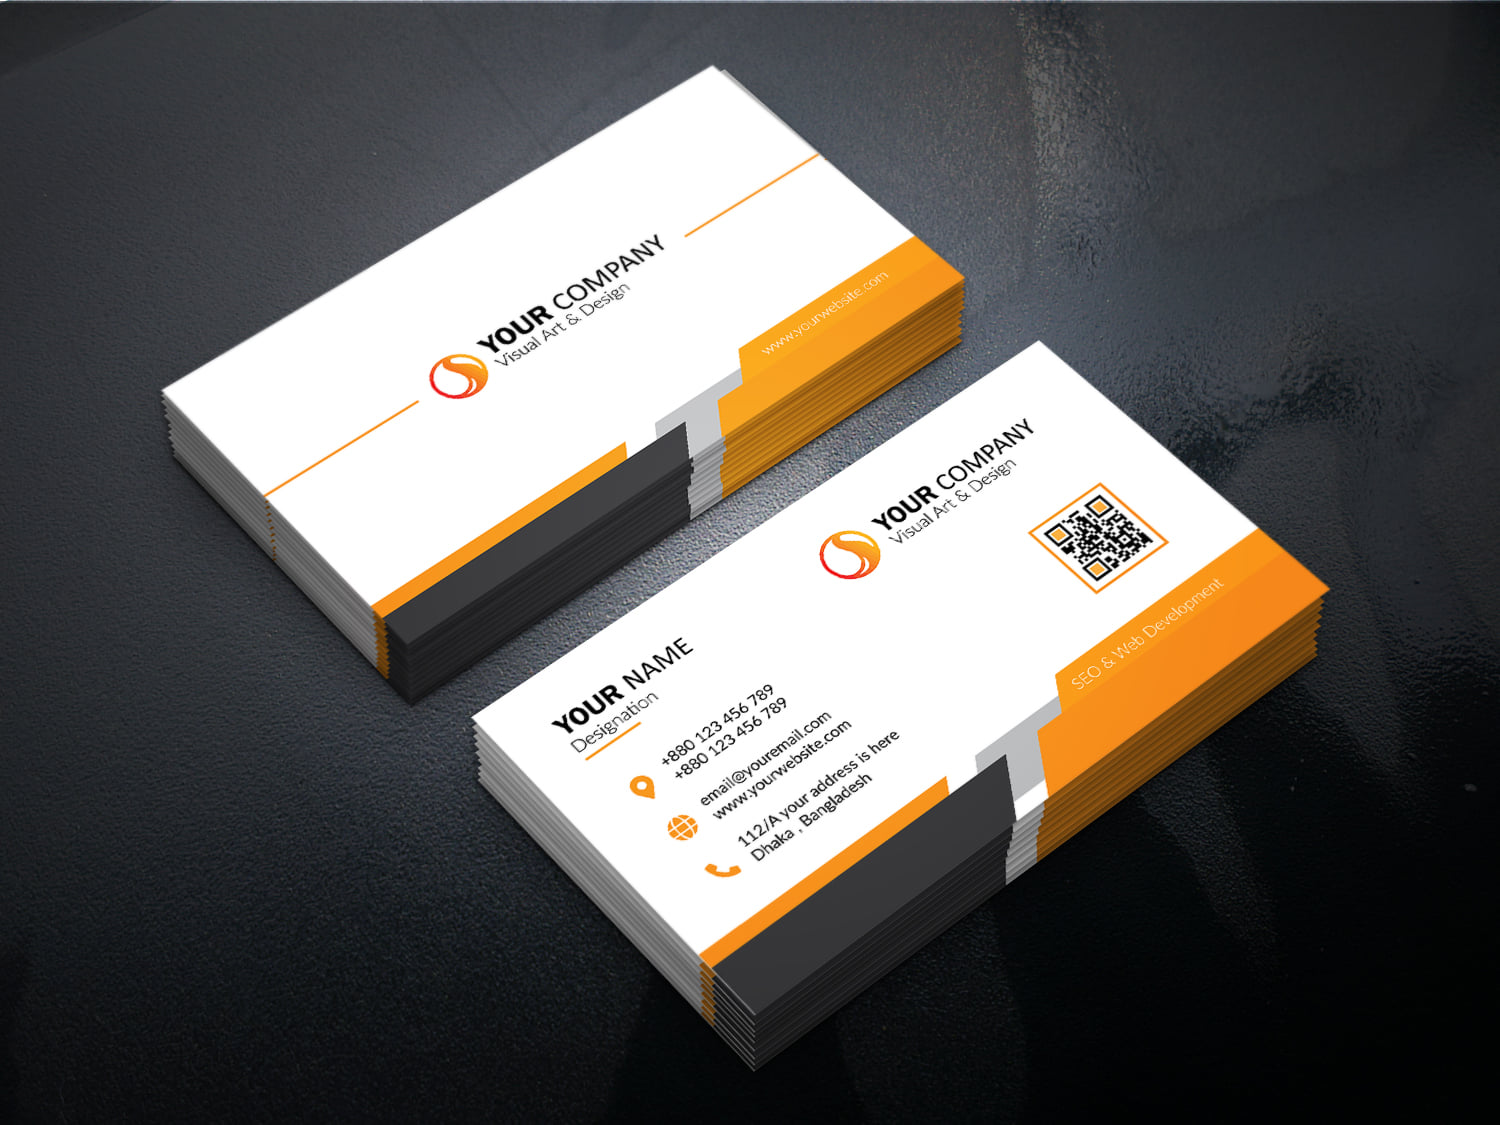 YOUR COMPANY
Visual Art & Design
www.yourwebsite.com
YOUR COMPANY
Visual Art & Design
SEO & Web Development
YOUR NAME
Designation
+880 123 456 789
+880 123 456 789
email@youremail.com
www.yourwebsite.com
112/A your address is here
Dhaka , Bangladesh